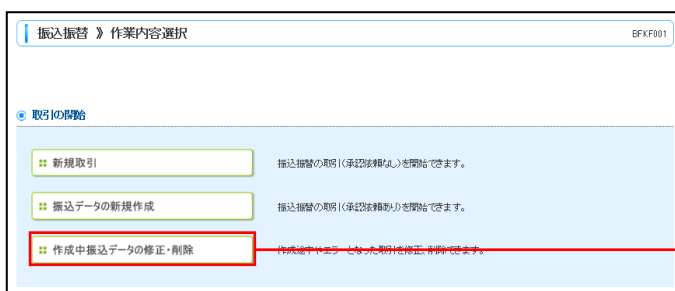 振込振替 》 作業内容選択
BFKF001
取引の開始
新規取引
振込振替の取引（承認依頼なし）を開始できます。
振込データの新規作成
振込振替の取引（承認依頼あり）を開始できます。
作成中振込データの修正・削除
作成途中やエラーとなった取引を修正、削除できます。